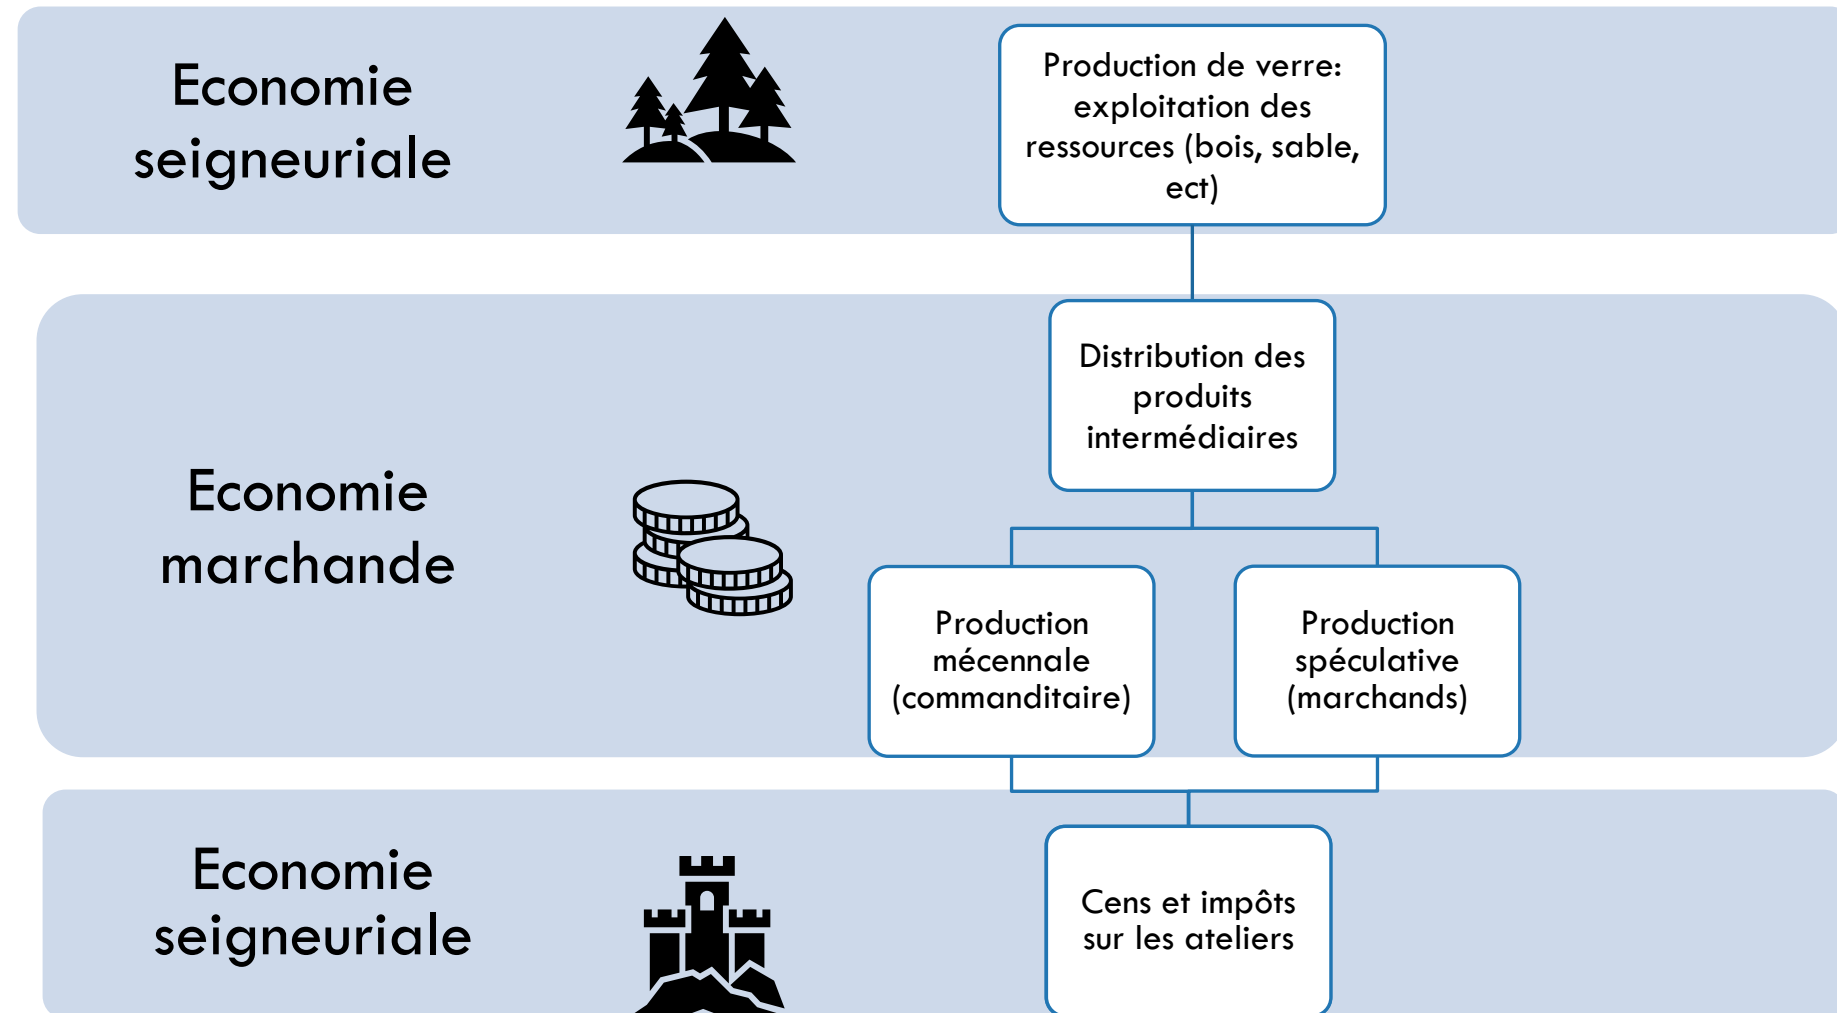 Economie
seigneuriale
Production de verre:
exploitation des
ressources (bois, sable,
ect)
Economie
marchande
Distribution des
produits
intermédiaires
Production
mécennale
(commanditaire)
Production
spéculative
(marchands)
Economie
seigneuriale
Cens et impôts
sur les ateliers